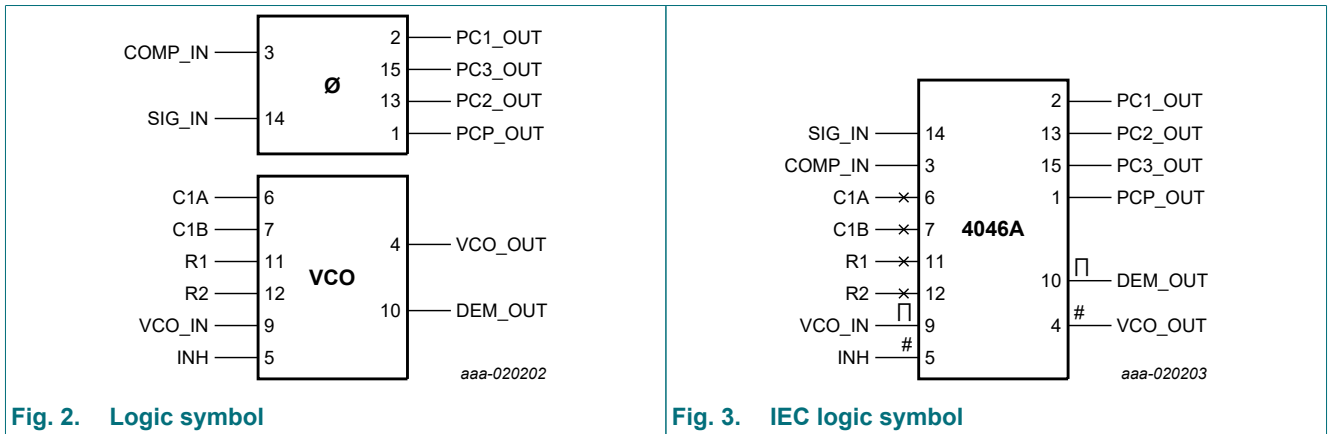 COMP_IN 3 Ø 2 PC1_OUT
15 PC3_OUT
13 PC2_OUT
SIG_IN 14 1 PCP_OUT
C1A 6
C1B 7 4 VCO_OUT
R1 11 VCO
R2 12 10 DEM_OUT
VCO_IN 9
INH 5
aaa-020202
Fig. 2. Logic symbol
2 PC1_OUT
SIG_IN 14 13 PC2_OUT
COMP_IN 3 15 PC3_OUT
C1A 6 1 PCP_OUT
C1B 7 4046A
R1 11
R2 12 10 ∏ DEM_OUT
VCO_IN ∏ 9 4 # VCO_OUT
INH # 5
aaa-020203
Fig. 3. IEC logic symbol